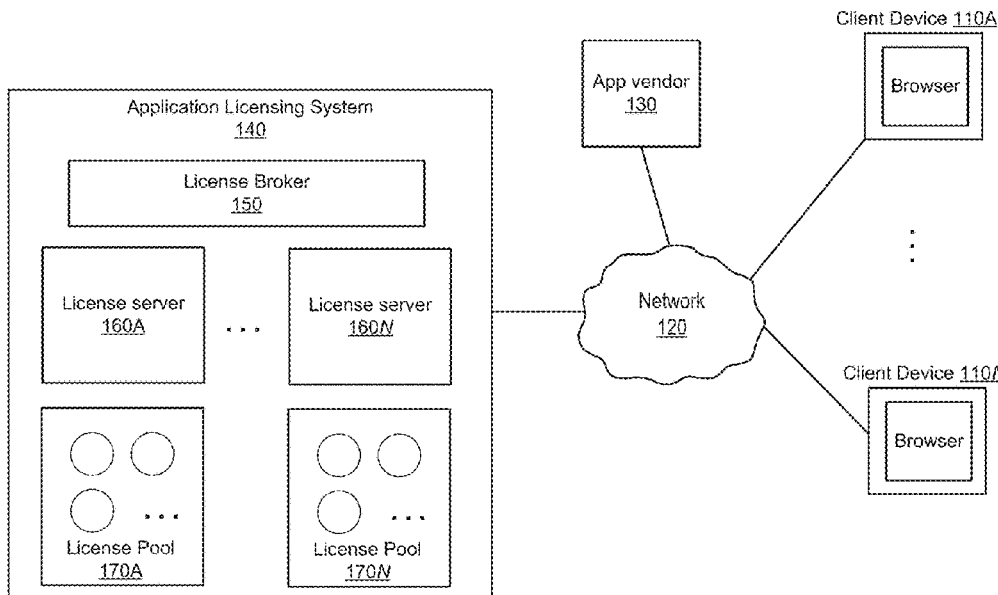 Application Licensing System
140
License Broker
150
License server
160A
. . .
License server
160N
. . .
License Pool
170A
. . .
License Pool
170N
App vendor
130
Network
120
Client Device 110A
Browser
Client Device
Browser